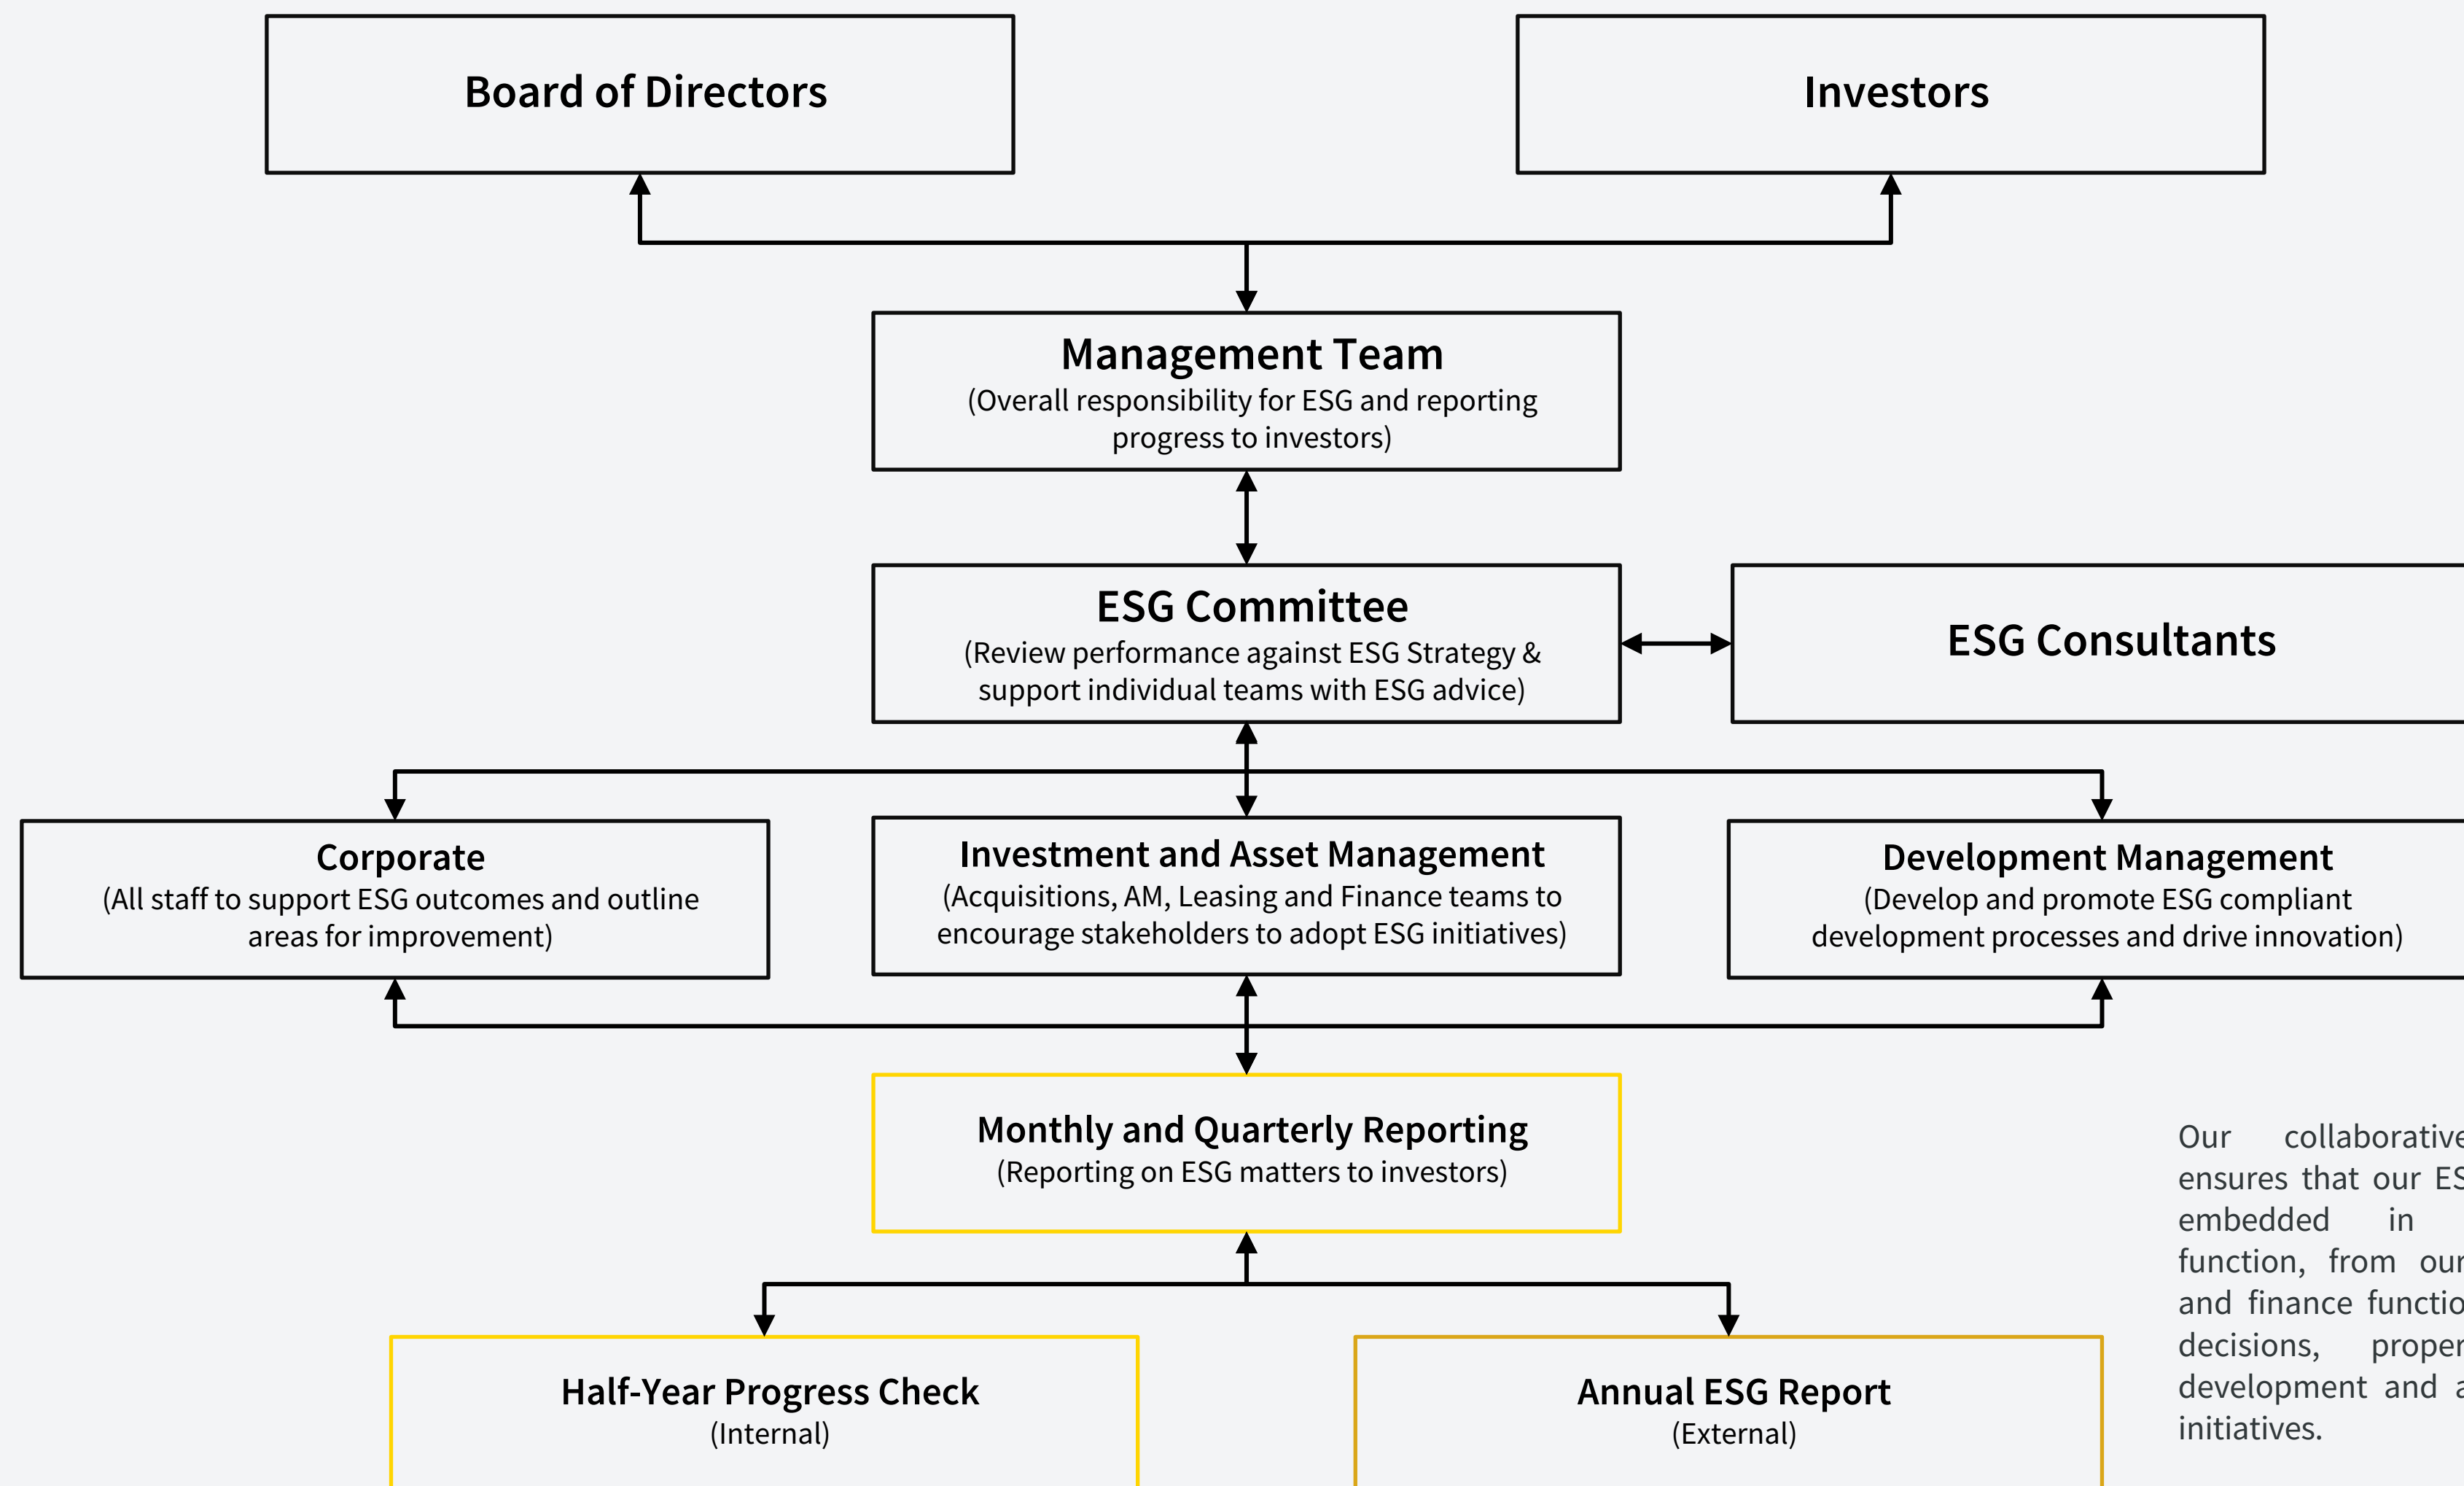 Board of Directors
Investors
Management Team
(Overall responsibility for ESG and reporting
progress to investors)
ESG Committee
(Review performance against ESG Strategy &
support individual teams with ESG advice)
ESG Consultants
Corporate
(All staff to support ESG outcomes and outline
areas for improvement)
Investment and Asset Management
(Acquisitions, AM, Leasing and Finance teams to
encourage stakeholders to adopt ESG initiatives)
Development Management
(Develop and promote ESG compliant
development processes and drive innovation)
Monthly and Quarterly Reporting
(Reporting on ESG matters to investors)
Half-Year Progress Check
(Internal)
Annual ESG Report
(External)
Our collaborative
ensures that our
embedded in
function, from our
and finance
decisions,
development and
initiatives.